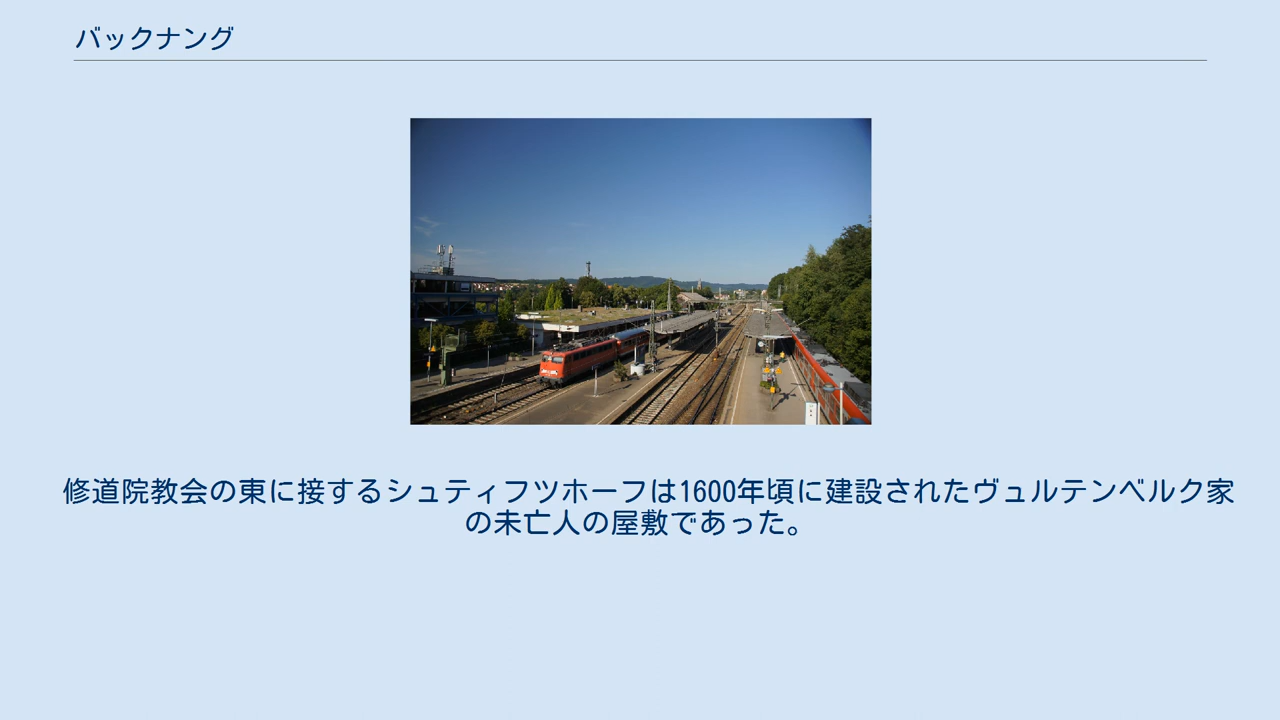 バックナング
修道院教会の東に接するシュティフツホーフは1600年頃に建設されたヴュルテンベルク家
の未亡人の屋敷であった。